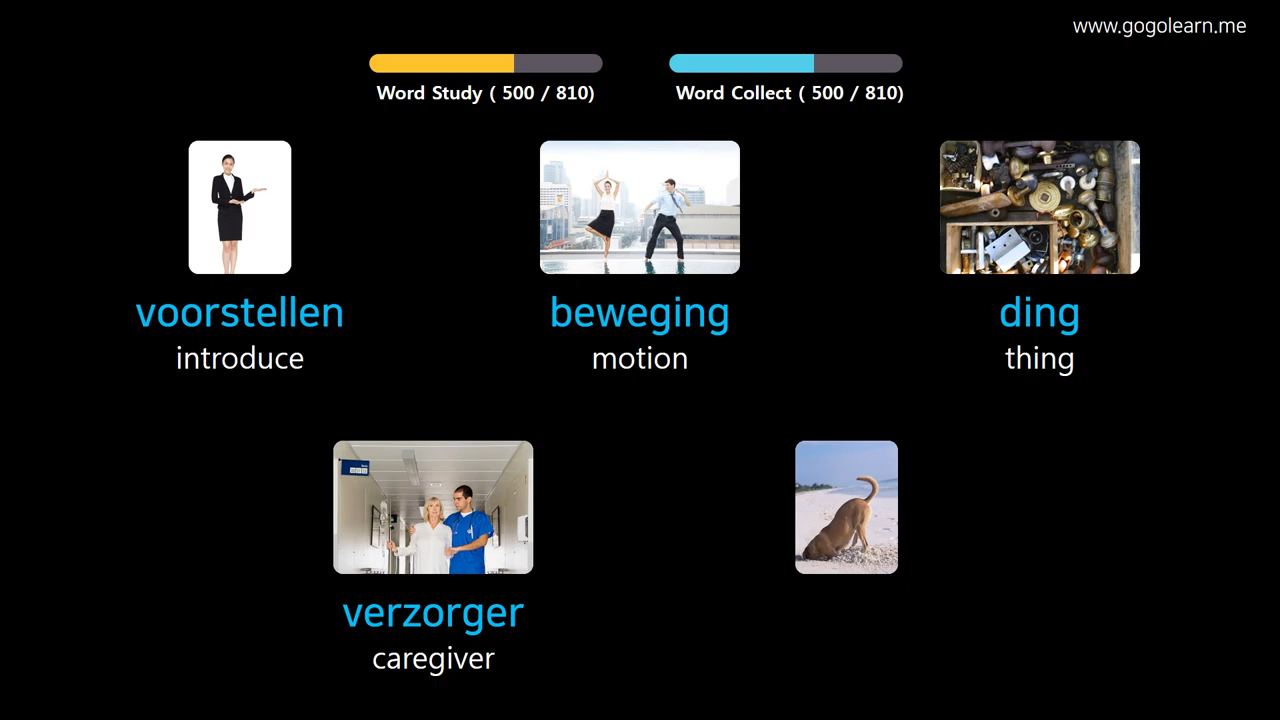 www.gogolearn.me
Word Study ( 500 / 810)
Word Collect ( 500 / 810)
voorstellen
introduce
beweging
motion
ding
thing
verzorger
caregiver